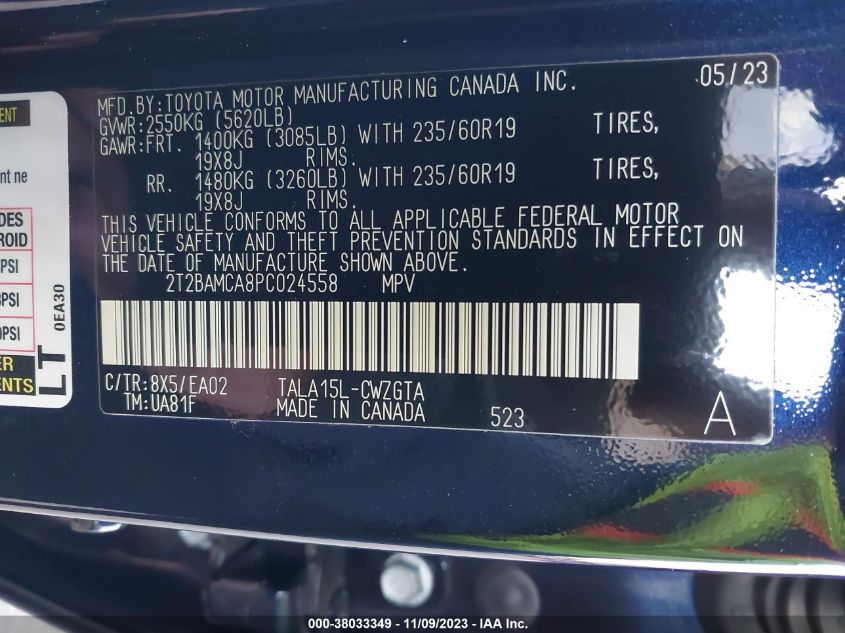 05/23
MFD.BY:TOYOTA MOTOR MANUFACTURING CANADA INC.
GVWR:2550KG (5620LB)
GAWR:FRT. 1400KG (3085LB) WITH 235/60R19 TIRES,
19X8J RIMS.
RR. 1480KG (3260LB) WITH 235/60R19 TIRES,
19X8J RIMS.
THIS VEHICLE CONFORMS TO ALL APPLICABLE FEDERAL MOTOR
VEHICLE SAFETY AND THEFT PREVENTION STANDARDS IN EFFECT ON
THE DATE OF MANUFACTURE SHOWN ABOVE.
2T2BAMCA8PC024558 MPV
C/TR:8X5/EA02 TALA15L-CWZGTA
TM:UA81F MADE IN CANADA 523 A
PSI
PSI
PSI
LT 0EA30
000-38033349 - 11/09/2023 - IAA Inc.